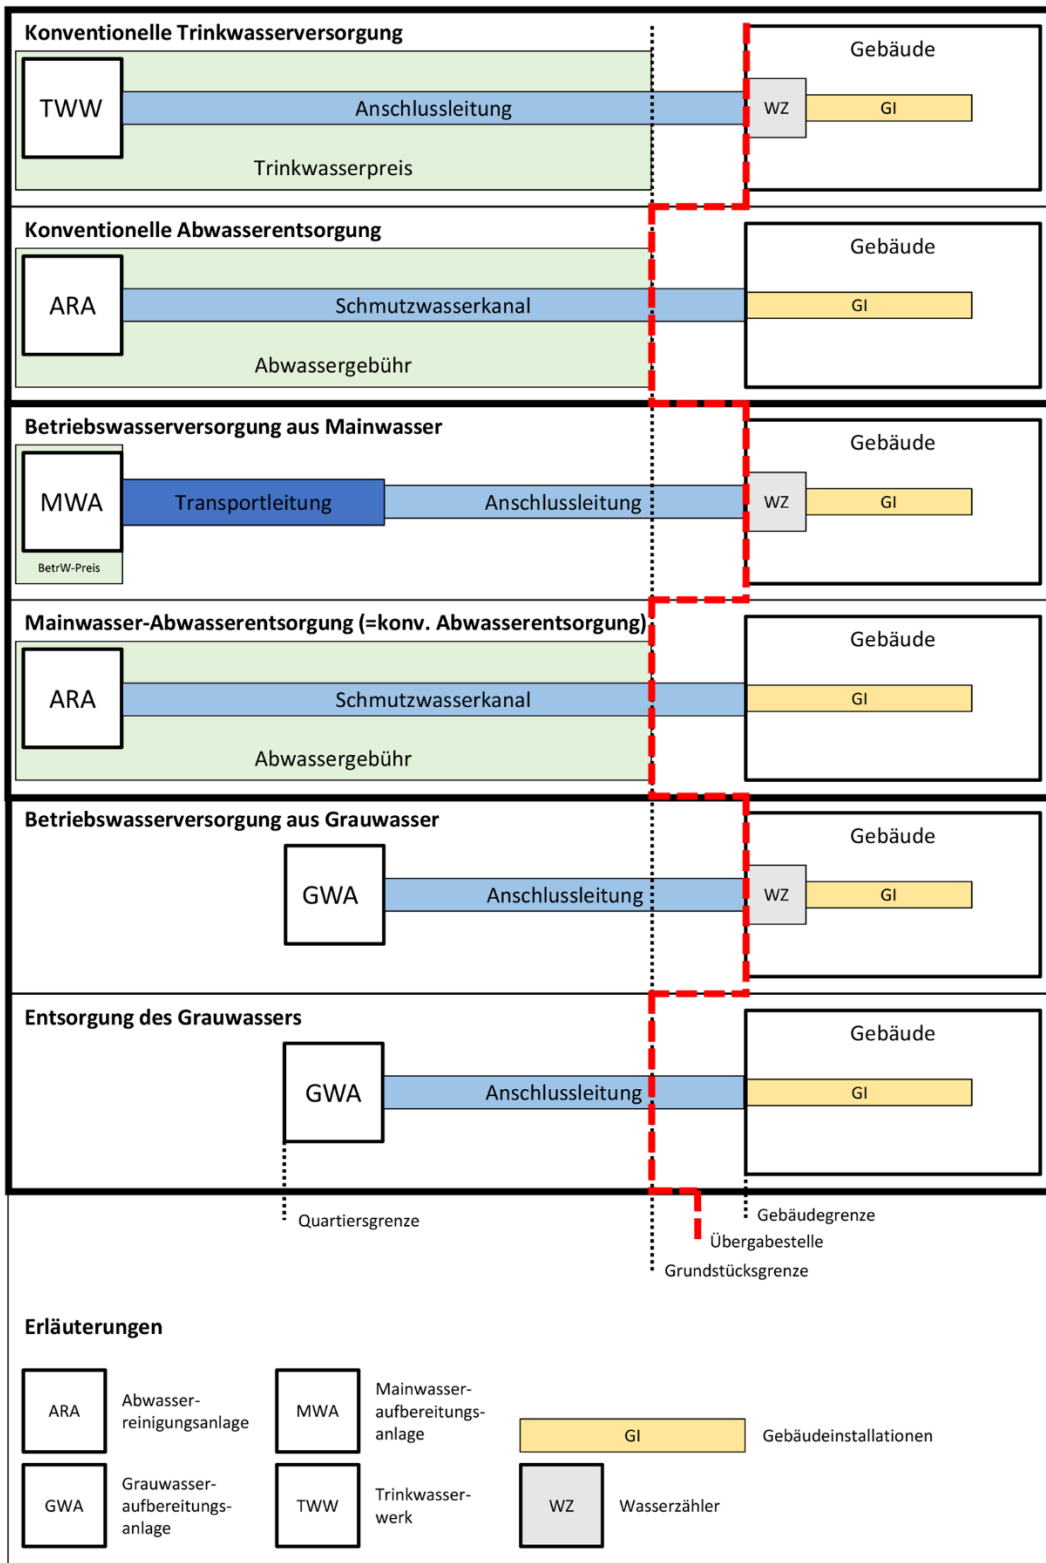 Konventionelle Trinkwasserversorgung
Gebäude
TWW
Anschlussleitung
WZ
GI
Trinkwasserpreis
Konventionelle Abwasserentsorgung
Gebäude
ARA
Schmutzwasserkanal
GI
Abwassergebühr
Betriebswasserversorgung aus Mainwasser
Gebäude
MWA
Transportleitung
Anschlussleitung
WZ
GI
BetrW-Preis
Mainwasser-Abwasserentsorgung (=konv. Abwasserentsorgung)
Gebäude
ARA
Schmutzwasserkanal
GI
Abwassergebühr
Betriebswasserversorgung aus Grauwasser
Gebäude
GWA
Anschlussleitung
WZ
GI
Entsorgung des Grauwassers
Gebäude
GWA
Anschlussleitung
GI
Quartiersgrenze
Gebäudegrenze
Übergabestelle
Grundstücksgrenze
Erläuterungen
ARA
Abwasser-
reinigungsanlage
MWA
Mainwasser-
aufbereitungs-
anlage
GI
Gebäudeinstallationen
GWA
Grauwasser-
aufbereitungs-
anlage
TWW
Trinkwasser-
werk
WZ
Wasserzähler